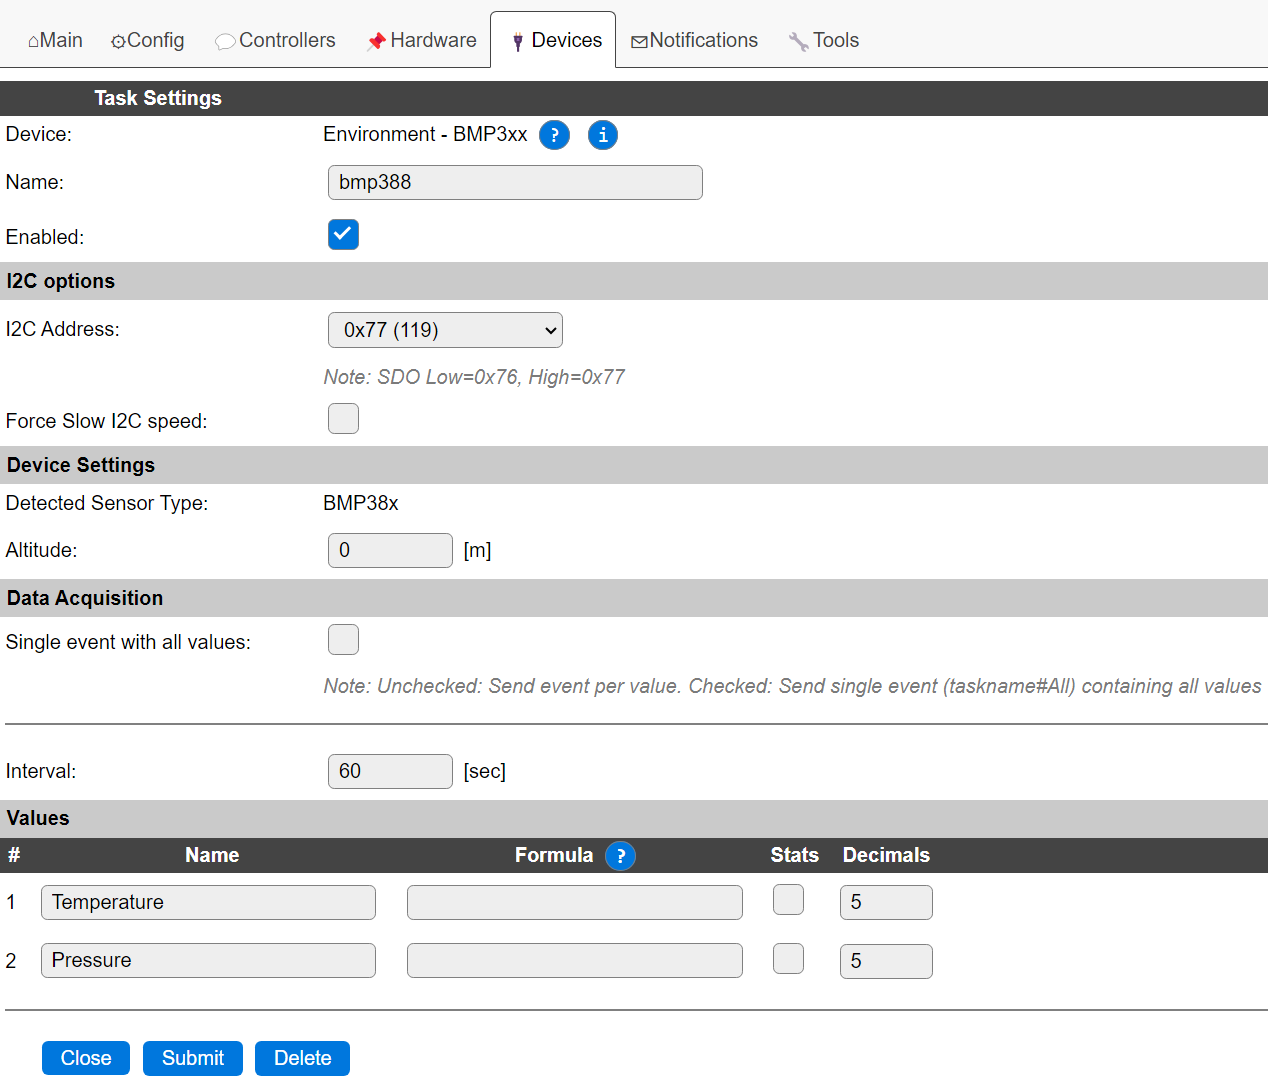 ⌂Main ⚙Config Controllers Hardware Devices Notifications Tools
Task Settings
Device: Environment - BMP3xx ? i
Name: bmp388
Enabled:
I2C options
I2C Address: 0x77 (119)
Note: SDO Low=0x76, High=0x77
Force Slow I2C speed:
Device Settings
Detected Sensor Type: BMP38x
Altitude: 0 [m]
Data Acquisition
Single event with all values:
Note: Unchecked: Send event per value. Checked: Send single event (taskname#All) containing all values
Interval: 60 [sec]
Values
# Name Formula ? Stats Decimals
1 Temperature 5
2 Pressure 5
Close Submit Delete